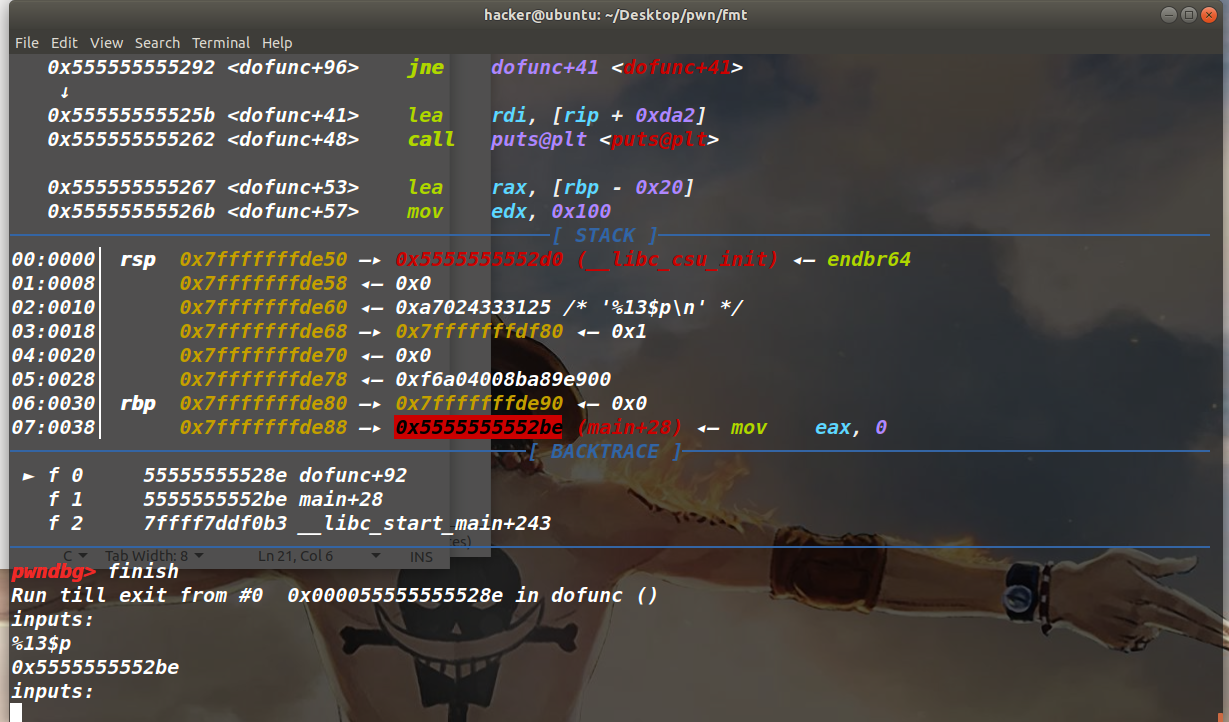 hacker@ubuntu: ~/Desktop/pwn/fmt
File Edit View Search Terminal Help
0x555555555292 <dofunc+96> jne dofunc+41 <dofunc+41>
↓
0x55555555525b <dofunc+41> lea rdi, [rip + 0xda2]
0x555555555262 <dofunc+48> call puts@plt <puts@plt>
0x555555555267 <dofunc+53> lea rax, [rbp - 0x20]
0x55555555526b <dofunc+57> mov edx, 0x100
[ STACK ]
00:0000│ rsp 0x7fffffffde50 —▸ 0x5555555552d0 (__libc_csu_init) ◂— endbr64
01:0008│ 0x7fffffffde58 ◂— 0x0
02:0010│ 0x7fffffffde60 ◂— 0xa7024333125 /* '%13$p\n' */
03:0018│ 0x7fffffffde68 —▸ 0x7fffffffdf80 ◂— 0x1
04:0020│ 0x7fffffffde70 ◂— 0x0
05:0028│ 0x7fffffffde78 ◂— 0xf6a04008ba89e900
06:0030│ rbp 0x7fffffffde80 —▸ 0x7fffffffde90 ◂— 0x0
07:0038│ 0x7fffffffde88 —▸ 0x5555555552be (main+28) ◂— mov eax, 0
[ BACKTRACE ]
► f 0 55555555528e dofunc+92
f 1 5555555552be main+28
f 2 7ffff7ddf0b3 __libc_start_main+243
es)
C Tab Width: 8 Ln 21, Col 6 INS
pwndbg> finish
Run till exit from #0 0x000055555555528e in dofunc ()
inputs:
%13$p
0x5555555552be
inputs: